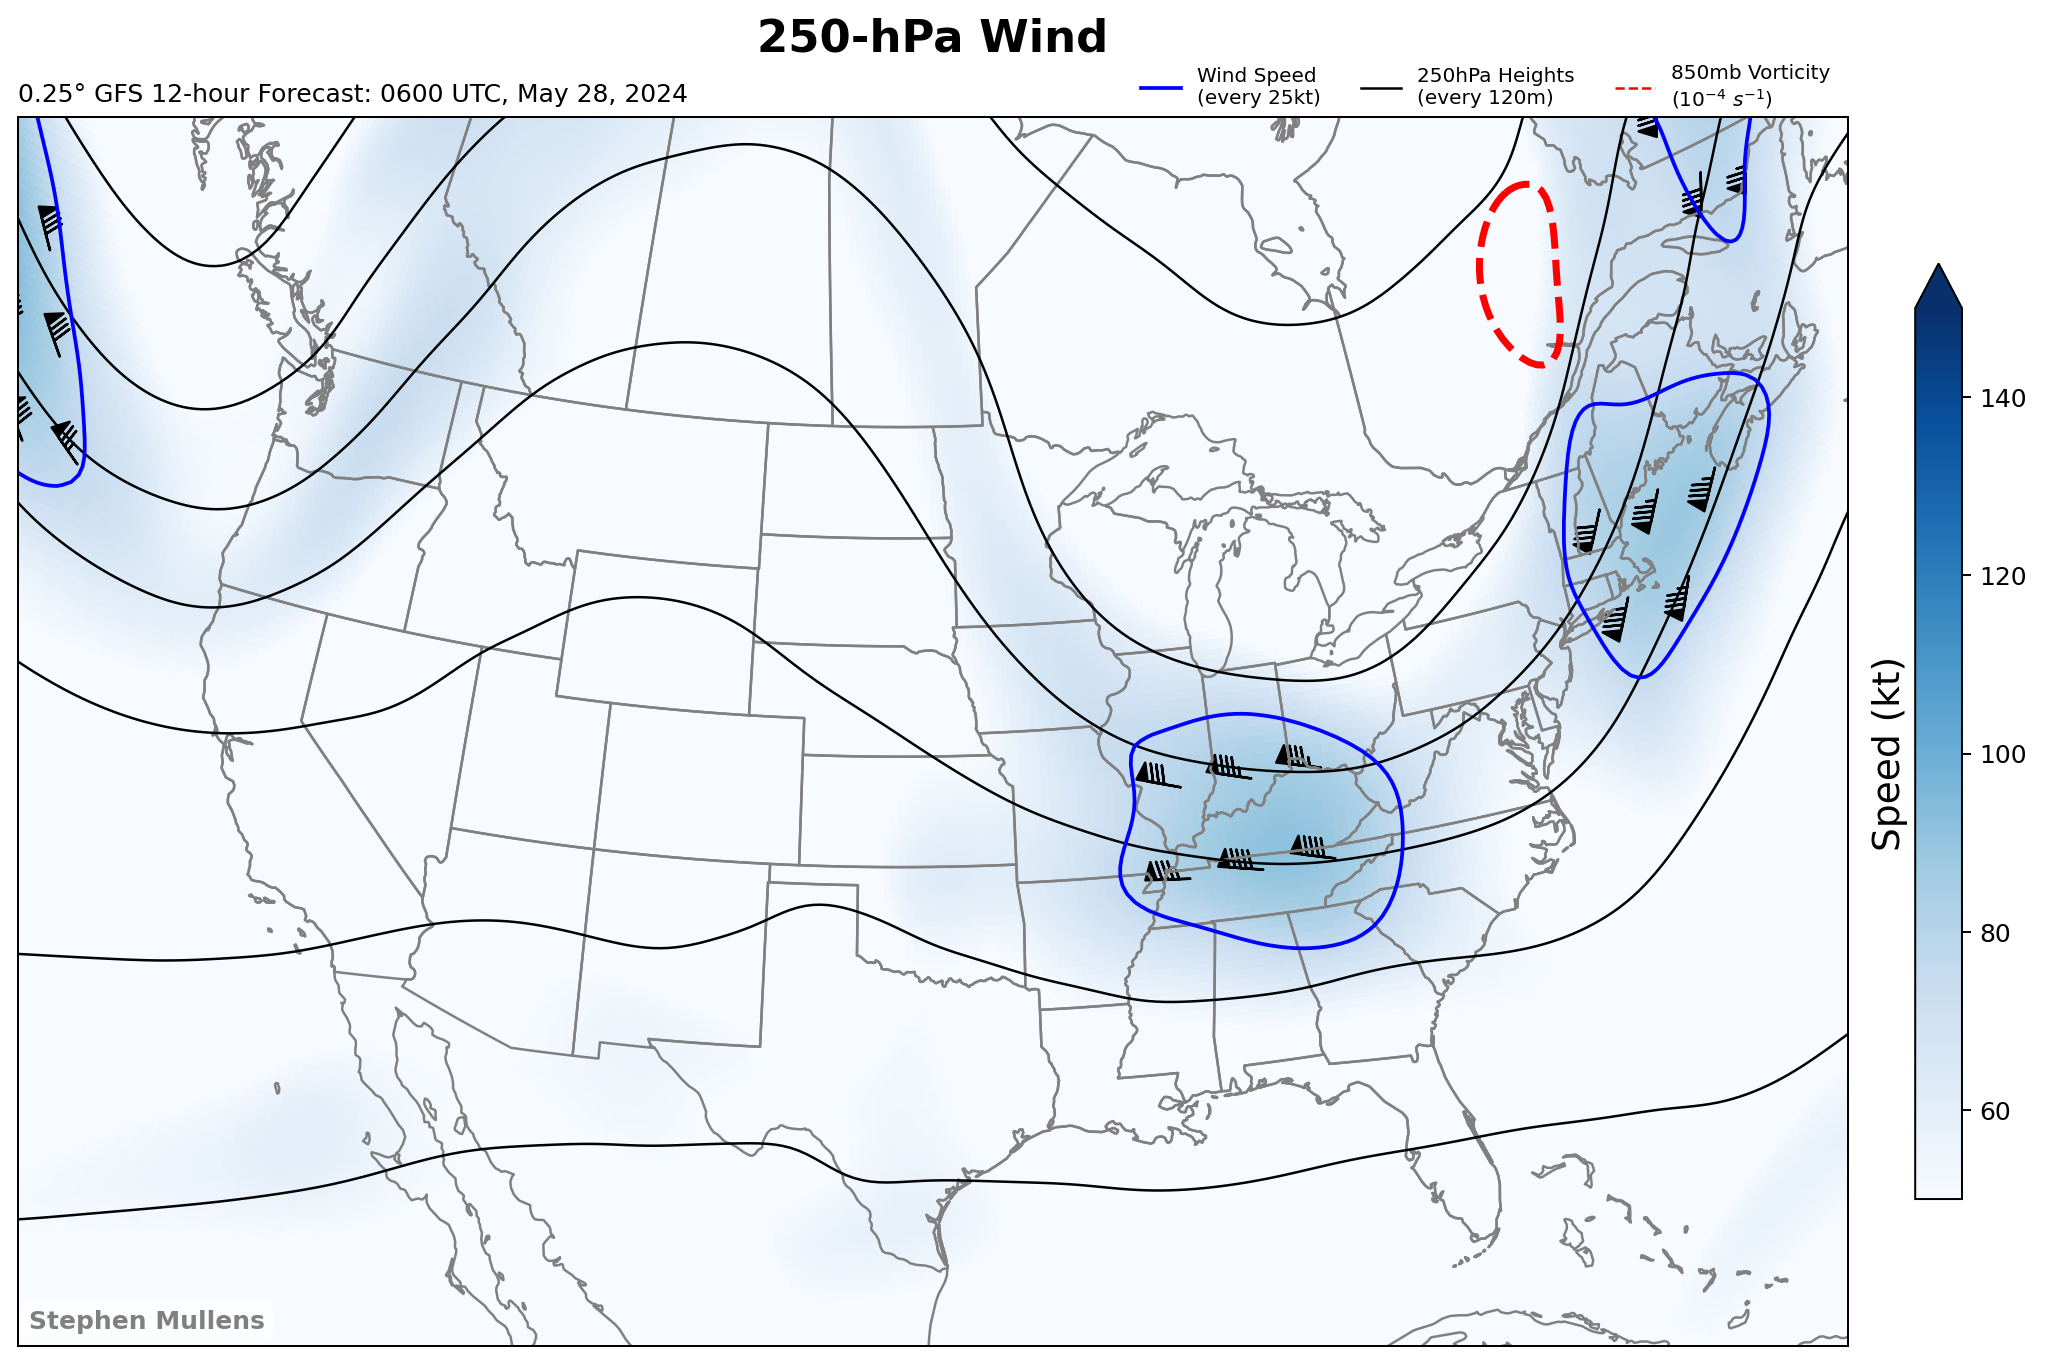 250-hPa Wind
0.25° GFS 12-hour Forecast: 0600 UTC, May 28, 2024
Wind Speed
(every 25kt)
250hPa Heights
(every 120m)
850mb Vorticity
(10⁻⁴ s⁻¹)
140
120
100
80
60
Speed (kt)
Stephen Mullens